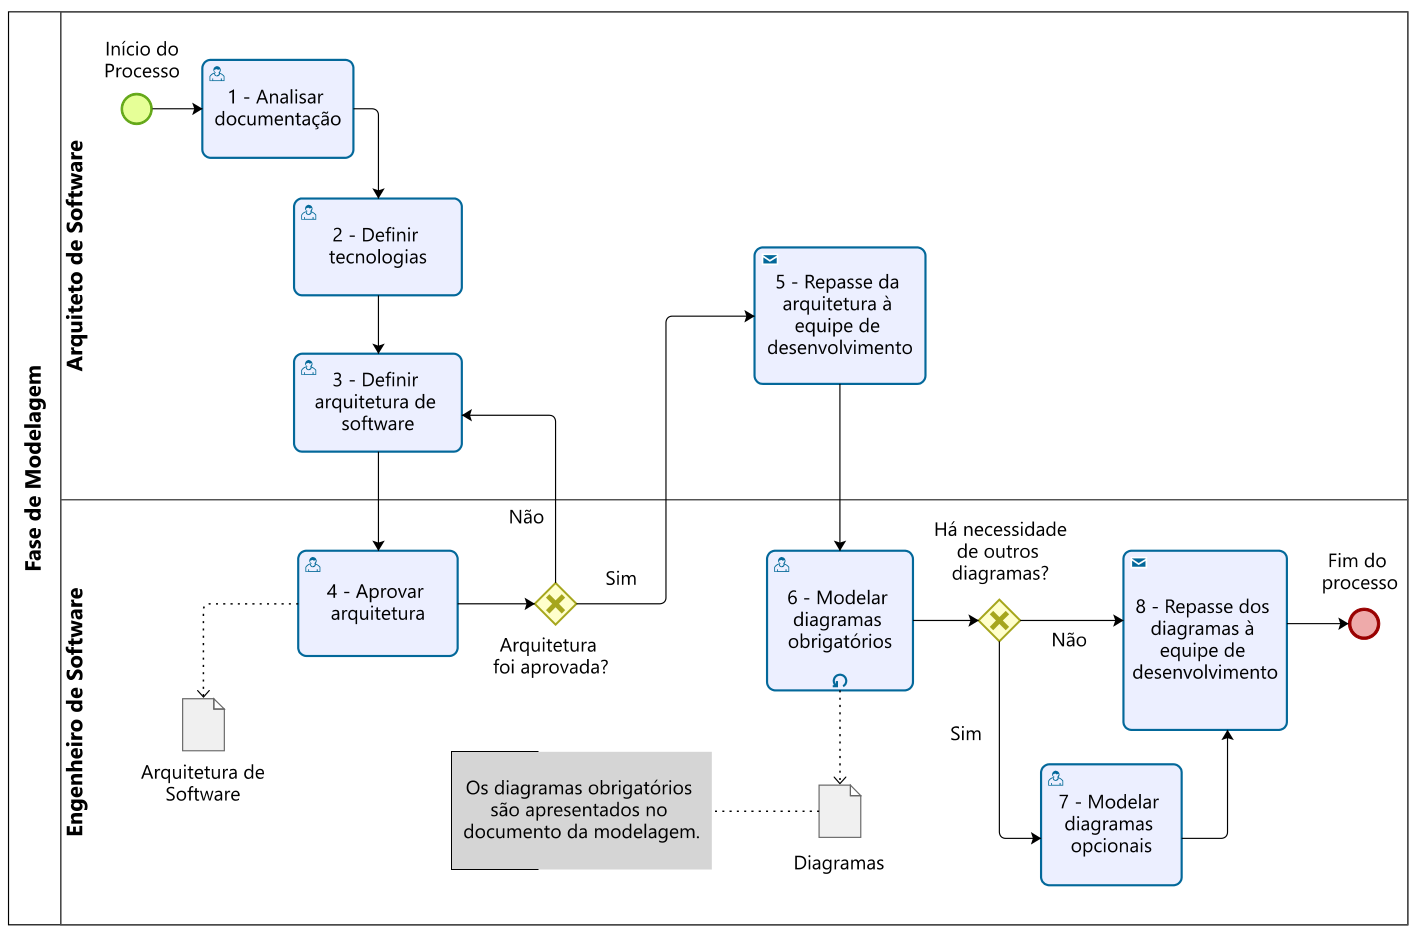 Fase de Modelagem
Arquiteto de Software
Início do
Processo
1 - Analisar
documentação
2 - Definir
tecnologias
3 - Definir
arquitetura de
software
5 - Repasse da
arquitetura à
equipe de
desenvolvimento
Engenheiro de Software
4 - Aprovar
arquitetura
Não
Sim
Arquitetura
foi aprovada?
Arquitetura de
Software
6 - Modelar
diagramas
obrigatórios
Há necessidade
de outros
diagramas?
Não
Sim
8 - Repasse dos
diagramas à
equipe de
desenvolvimento
Fim do
processo
7 - Modelar
diagramas
opcionais
Os diagramas obrigatórios
são apresentados no
documento da modelagem.
Diagramas